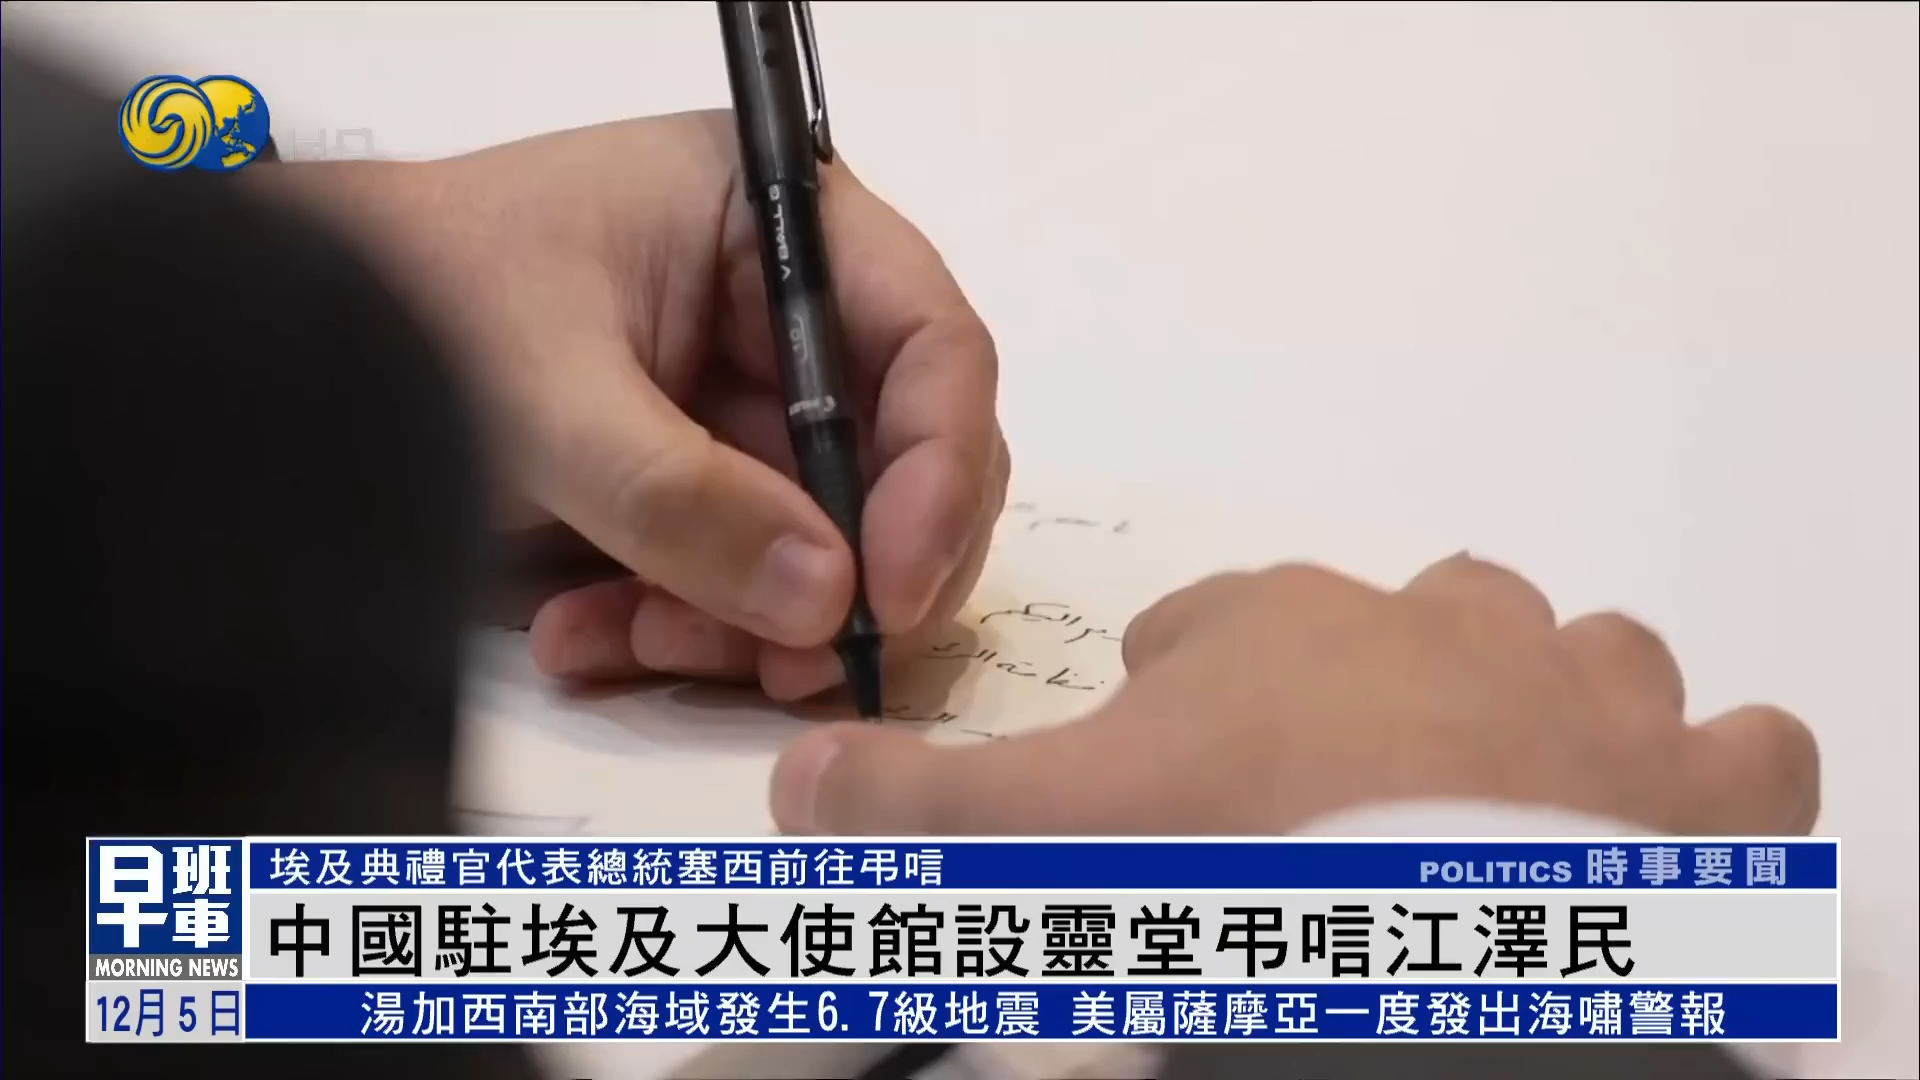 V BALL G
10
埃及典禮官代表總統塞西前往弔唁
POLITICS 時事要聞
早班車
中國駐埃及大使館設靈堂弔唁江澤民
MORNING NEWS
12月5日
湯加西南部海域發生6.7級地震 美屬薩摩亞一度發出海嘯警報